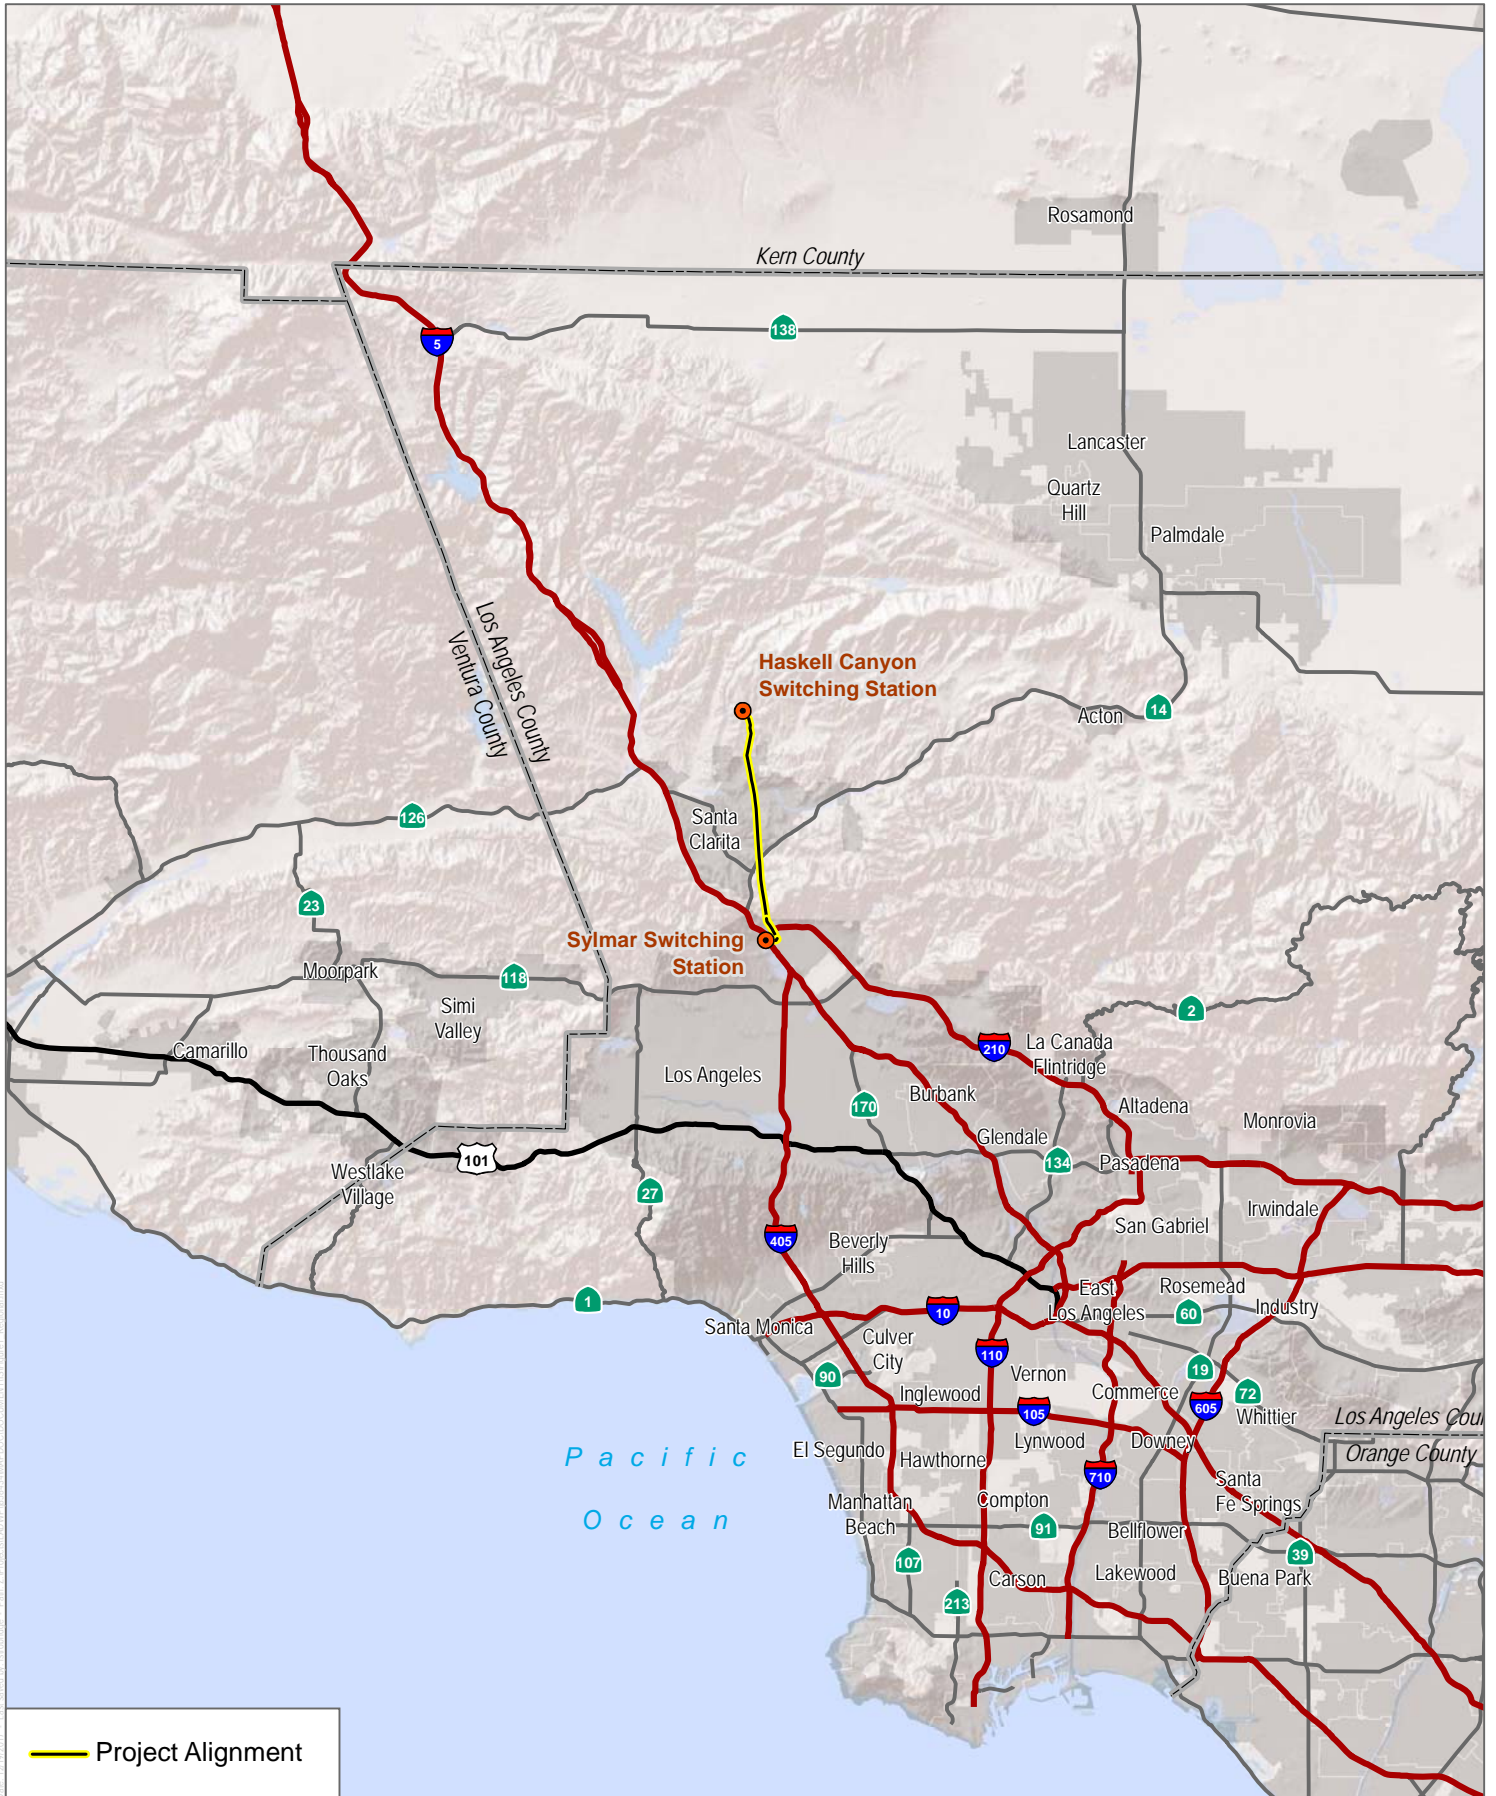 Rosamond
Kern County
138
5
Lancaster
Quartz
Hill
Palmdale
Los Angeles County
Ventura County
Haskell Canyon
Switching Station
Acton
14
126
Santa
Clarita
23
Sylmar Switching
Station
Moorpark
118
Simi
Valley
2
210
La Canada
Flintridge
Camarillo
Thousand
Oaks
Los Angeles
Burbank
170
Altadena
Monrovia
Glendale
134
Pasadena
101
Westlake
Village
27
Irwindale
San Gabriel
405
Beverly
Hills
East
Los Angeles
Rosemead
1
10
60
Industry
Santa Monica
Culver
City
110
90
Vernon
19
72
Inglewood
Commerce
105
605
Whittier
Los Angeles Cou
Lynwood
Downey
El Segundo
Hawthorne
Orange County
Pacific
Ocean
710
Santa
Fe Springs
Manhattan
Beach
Compton
91
Bellflower
107
39
Carson
Lakewood
Buena Park
213
Project Alignment